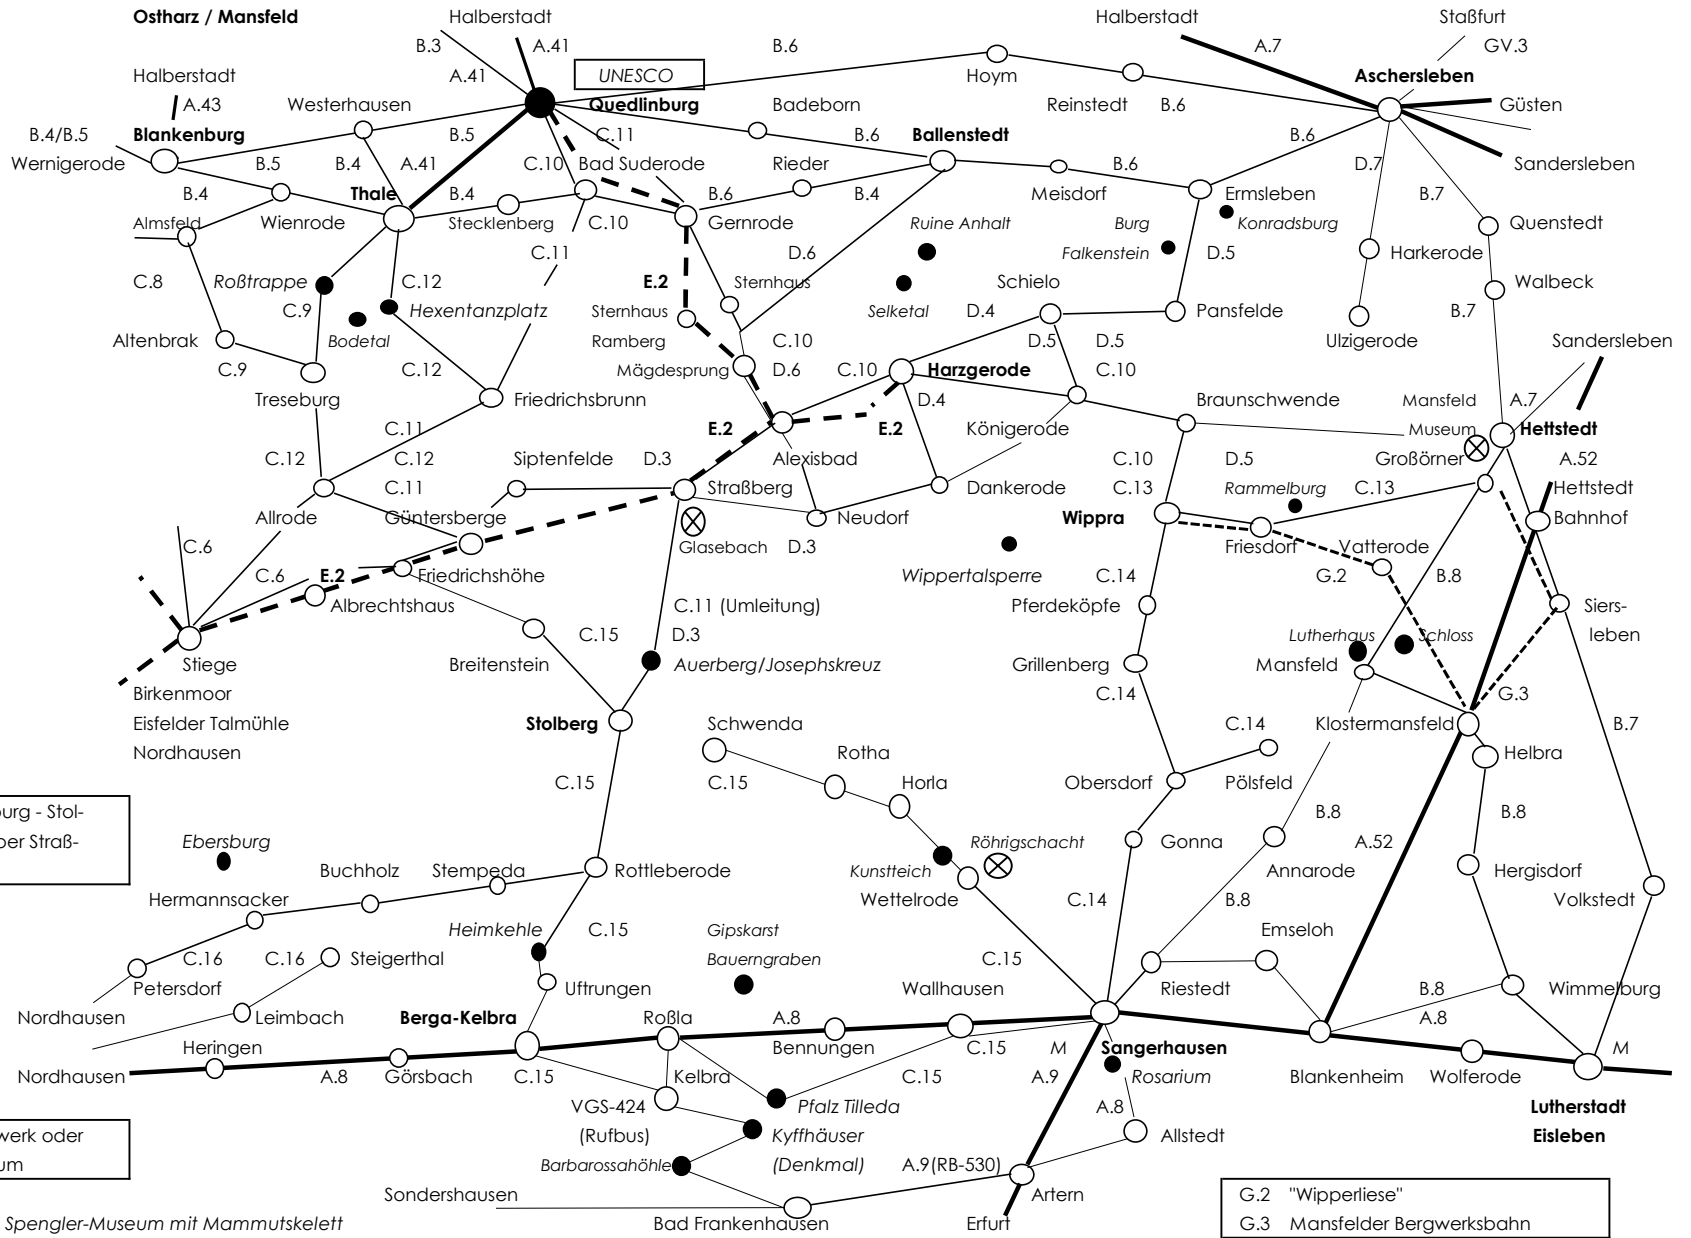 Ostharz / Mansfeld
Halberstadt
Halberstadt
Staßfurt
B.3
A.41
B.6
A.7
GV.3
Halberstadt
A.41
UNESCO
Hoym
Aschersleben
A.43
Westerhausen
Quedlinburg
Badeborn
Reinstedt
B.6
Güsten
B.4/B.5
Blankenburg
B.5
C.11
B.6
Ballenstedt
B.6
Wernigerode
B.5
B.4
A.41
C.10
Bad Suderode
Rieder
B.6
D.7
Sandersleben
B.4
Thale
B.4
B.6
B.4
Meisdorf
Ermsleben
B.7
Almsfeld
Wienrode
Stecklenberg
C.10
Gernrode
Ruine Anhalt
Burg
Konradsburg
Quenstedt
C.11
D.6
Falkenstein
D.5
Harkerode
C.8
Roßtrappe
C.12
E.2
Sternhaus
Schielo
Walbeck
C.9
Hexentanzplatz
Sternhaus
Selketal
D.4
Pansfelde
B.7
Altenbrak
Bodetal
Ramberg
C.10
D.5
D.5
Ulzigerode
Sandersleben
C.9
C.12
Mägdesprung
D.6
C.10
Harzgerode
C.10
Treseburg
Friedrichsbrunn
D.4
Braunschwende
Mansfeld
A.7
C.11
E.2
E.2
Königerode
Museum
Hettstedt
C.12
C.12
Siptenfelde
D.3
Alexisbad
C.10
D.5
Großörner
A.52
C.11
Straßberg
Dankerode
C.13
Rammelburg
C.13
Hettstedt
Allrode
Güntersberge
Neudorf
Wippra
Bahnhof
C.6
Glasebach
D.3
Friesdorf
Vatterode
C.6
E.2
Friedrichshöhe
Wippertalsperre
C.14
G.2
B.8
Albrechtshaus
C.11 (Umleitung)
Pferdeköpfe
Siers-
C.15
D.3
Lutherhaus
Schloss
leben
Stiege
Breitenstein
Auerberg/Josephskreuz
Grillenberg
Mansfeld
Birkenmoor
C.14
G.3
Eisfelder Talmühle
Stolberg
Schwenda
C.14
Klostermansfeld
B.7
Nordhausen
Rotha
Helbra
C.15
C.15
Horla
Obersdorf
Pölsfeld
burg - Stol-
B.8
B.8
ber Straß-
Ebersburg
Röhrigschacht
Gonna
A.52
Buchholz
Stempeda
Rottleberode
Kunstteich
Annarode
Hergisdorf
Hermannsacker
Wettelrode
C.14
B.8
Volkstedt
Heimkehle
C.15
Gipskarst
Emseloh
C.16
C.16
Steigerthal
Bauerngraben
C.15
Petersdorf
Uftrungen
Wallhausen
Riestedt
B.8
Wimmelburg
Nordhausen
Leimbach
Berga-Kelbra
Roßla
A.8
A.8
Heringen
Bennungen
C.15
M
Sangerhausen
M
Nordhausen
A.8
Görsbach
C.15
Kelbra
C.15
A.9
Rosarium
Blankenheim
Wolferode
VGS-424
Pfalz Tilleda
A.8
Lutherstadt
werk oder
(Rufbus)
Kyffhäuser
Allstedt
Eisleben
um
Barbarossahöhle
(Denkmal)
A.9(RB-530)
Sondershausen
Artern
G.2 "Wipperliese"
Spengler-Museum mit Mammutskelett
Bad Frankenhausen
Erfurt
G.3 Mansfelder Bergwerksbahn